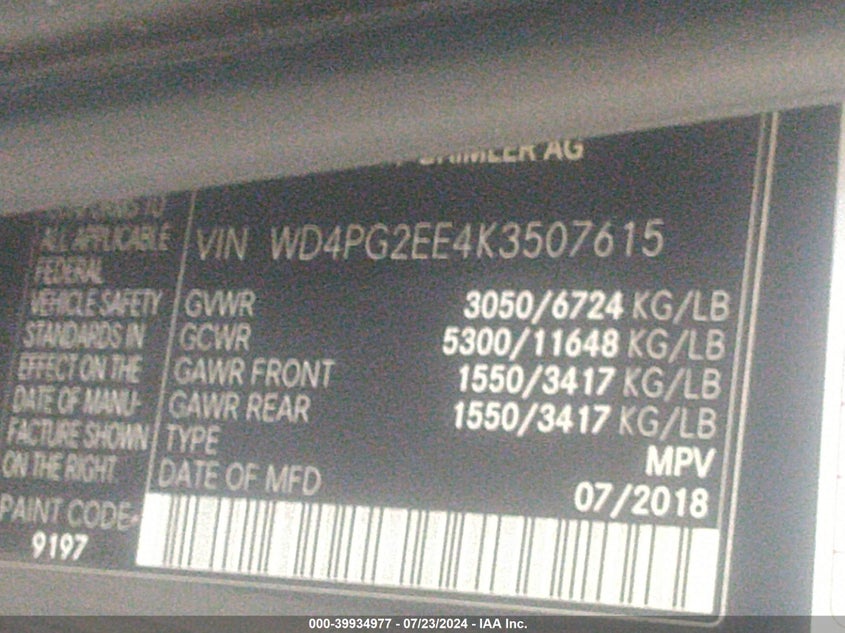 DAIMLER AG
ALL APPLICABLE
FEDERAL
VEHICLE SAFETY
STANDARDS IN
EFFECT ON THE
DATE OF MANU-
FACTURE SHOWN
ON THE RIGHT.
PAINT CODE
9197
VIN WD4PG2EE4K3507615
GVWR 3050/6724 KG/LB
GCWR 5300/11648 KG/LB
GAWR FRONT 1550/3417 KG/LB
GAWR REAR 1550/3417 KG/LB
TYPE MPV
DATE OF MFD 07/2018
000-39934977 - 07/23/2024 - IAA Inc.